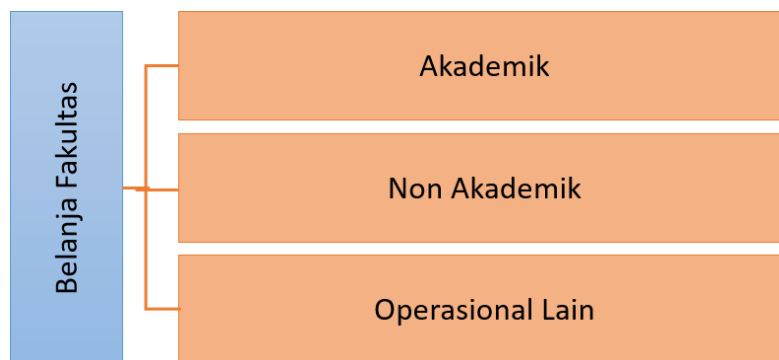 Belanja Fakultas
Akademik
Non Akademik
Operasional Lain